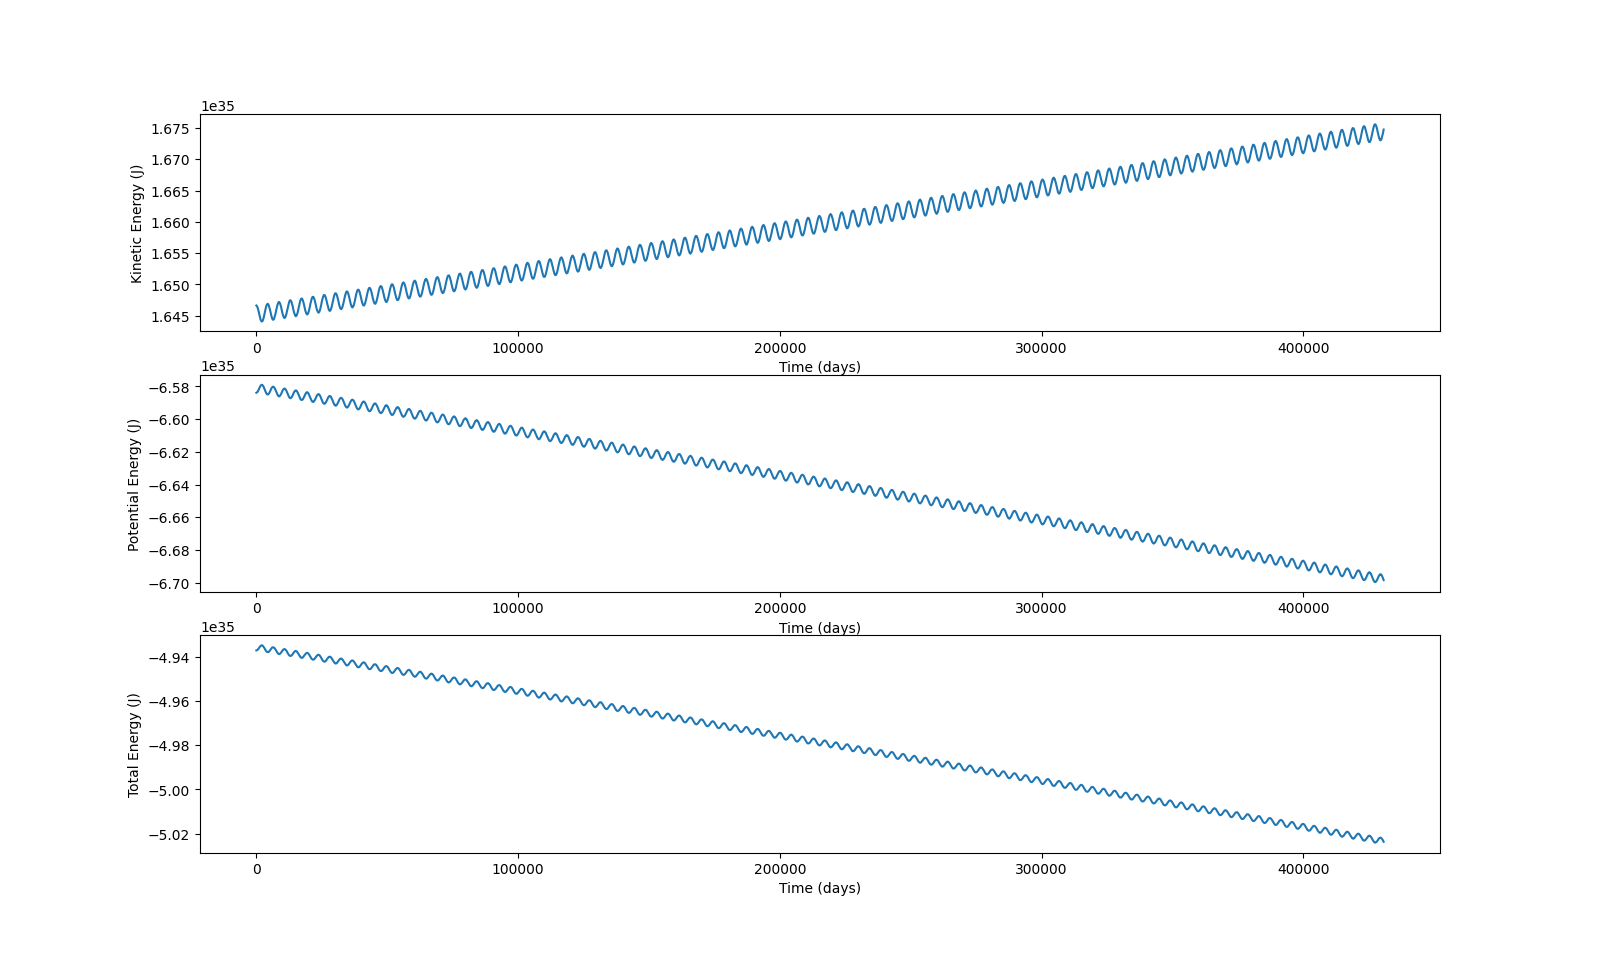 1e35
Kinetic Energy (J)
1.675
1.670
1.665
1.660
1.655
1.650
1.645
0 100000 200000 300000 400000
Time (days)
1e35
Potential Energy (J)
−6.58
−6.60
−6.62
−6.64
−6.66
−6.68
−6.70
0 100000 200000 300000 400000
Time (days)
1e35
Total Energy (J)
−4.94
−4.96
−4.98
−5.00
−5.02
0 100000 200000 300000 400000
Time (days)